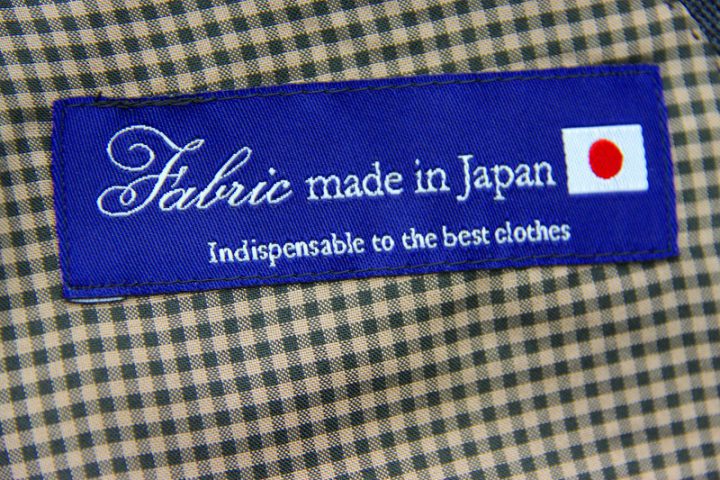 Fabric made in Japan
Indispensable to the best clothes